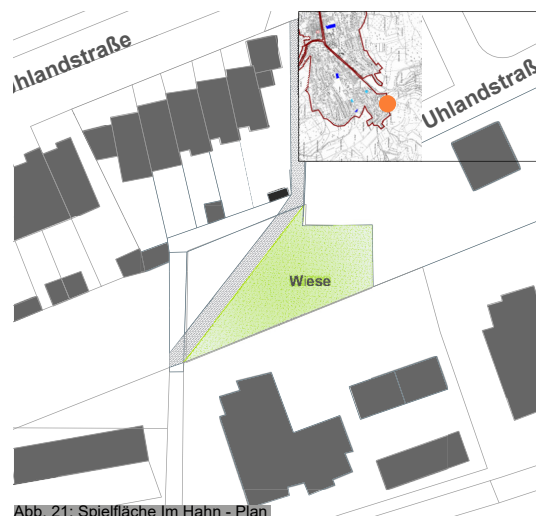 Uhlandstraße
Uhlandstraß
Wiese
Abb. 21: Spielfläche Im Hahn - Plan